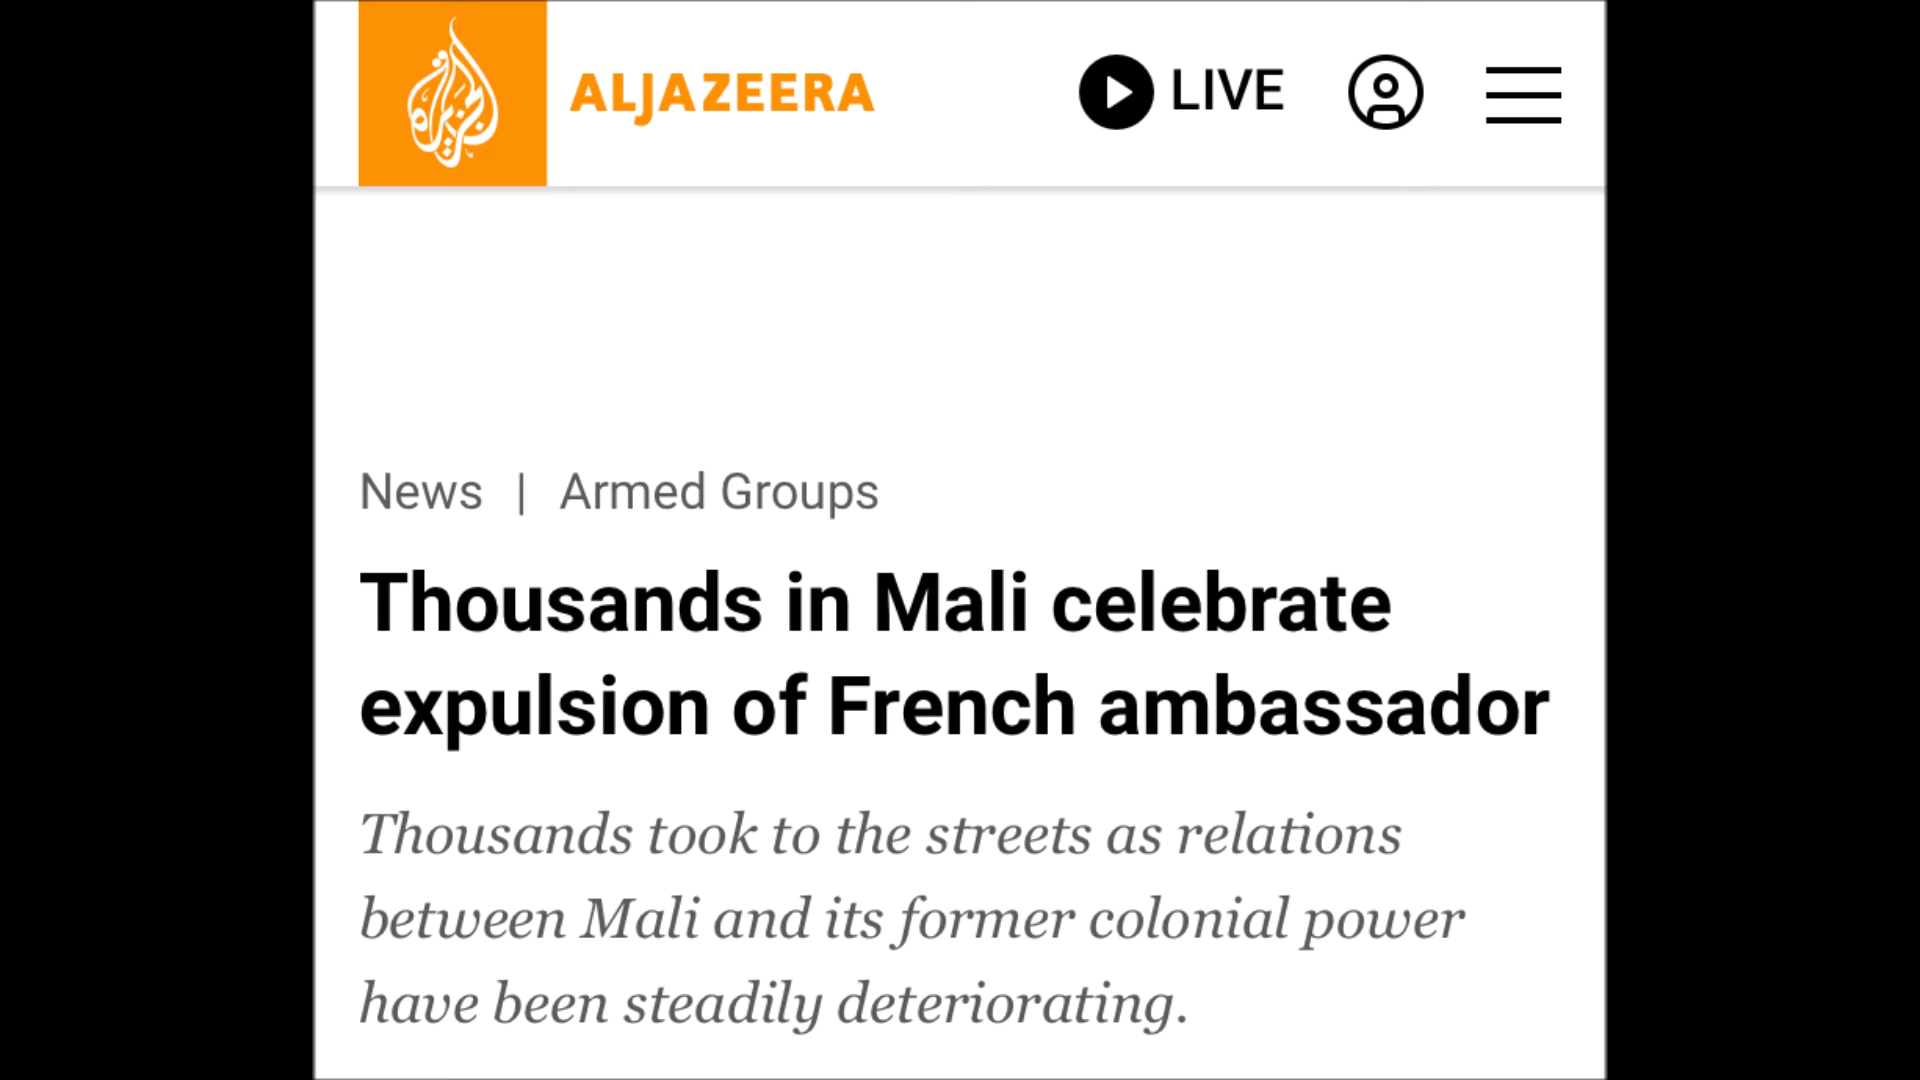 ALJAZEERA
LIVE
News | Armed Groups
Thousands in Mali celebrate
expulsion of French ambassador
Thousands took to the streets as relations
between Mali and its former colonial power
have been steadily deteriorating.